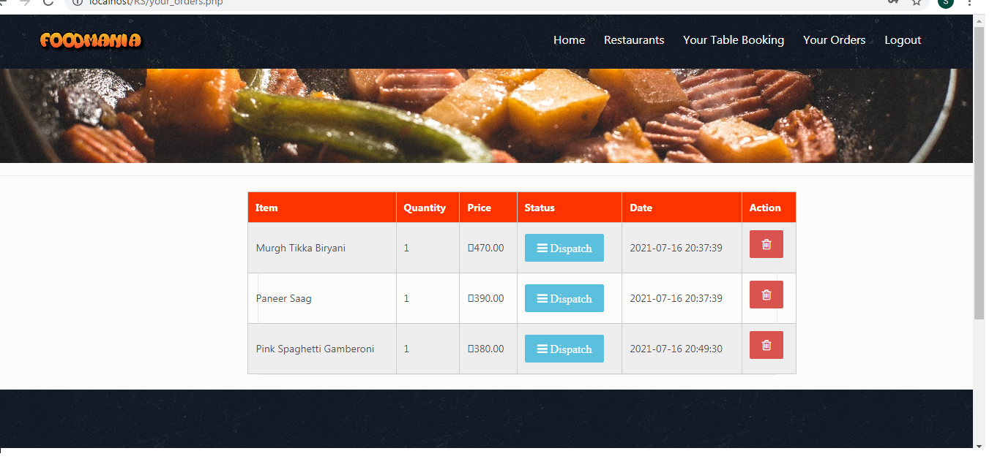 localhost/RS/your_orders.php
S
FOODMANIA
Home Restaurants Your Table Booking Your Orders Logout
Item Quantity Price Status Date Action
Murgh Tikka Biryani 1 470.00 Dispatch 2021-07-16 20:37:39
Paneer Saag 1 390.00 Dispatch 2021-07-16 20:37:39
Pink Spaghetti Gamberoni 1 380.00 Dispatch 2021-07-16 20:49:30